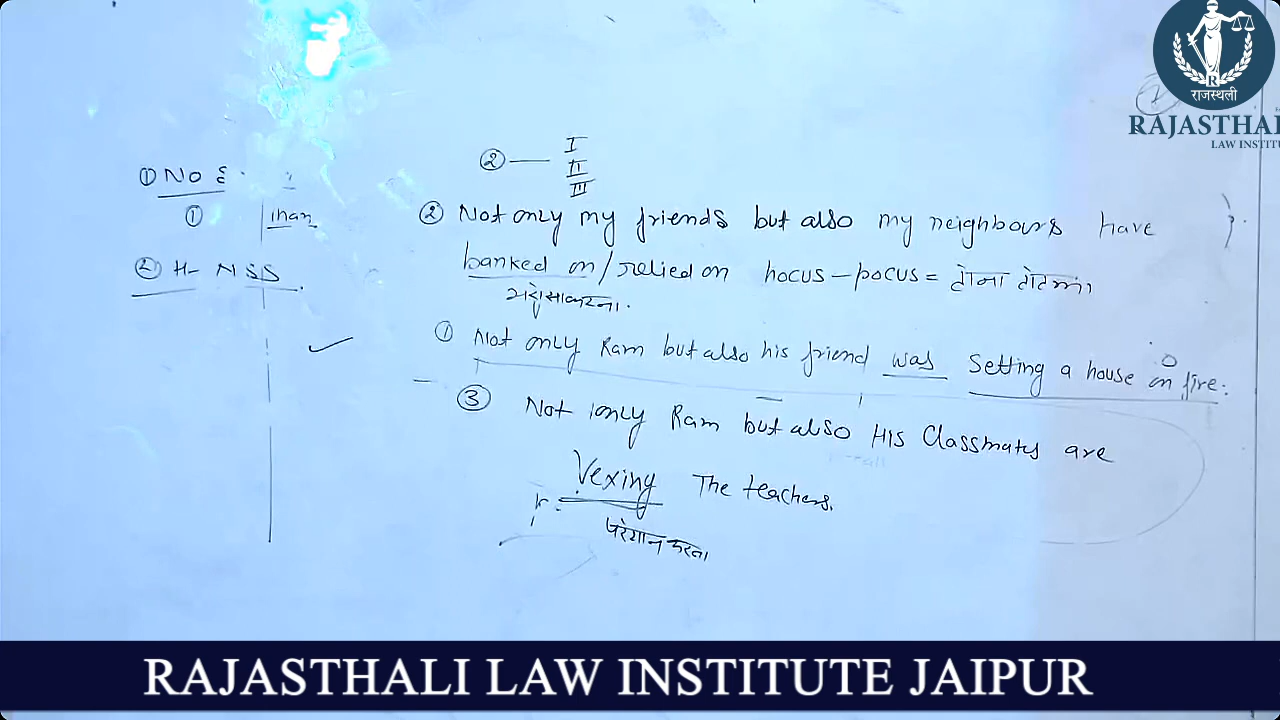 राजस्थली
RAJASTHAL
LAW INSTITU
① NO
①
than
②
② I
II
III
② Not only my friends but also my neighbours have
banked on/relied on hocus-pocus = टोना टोटका
भरोसा करना.
① Not only Ram but also his friend was Setting a house on fire.
③ Not only Ram but also His Classmates are
Vexing The teachers.
परेशान करना
RAJASTHALI LAW INSTITUTE JAIPUR